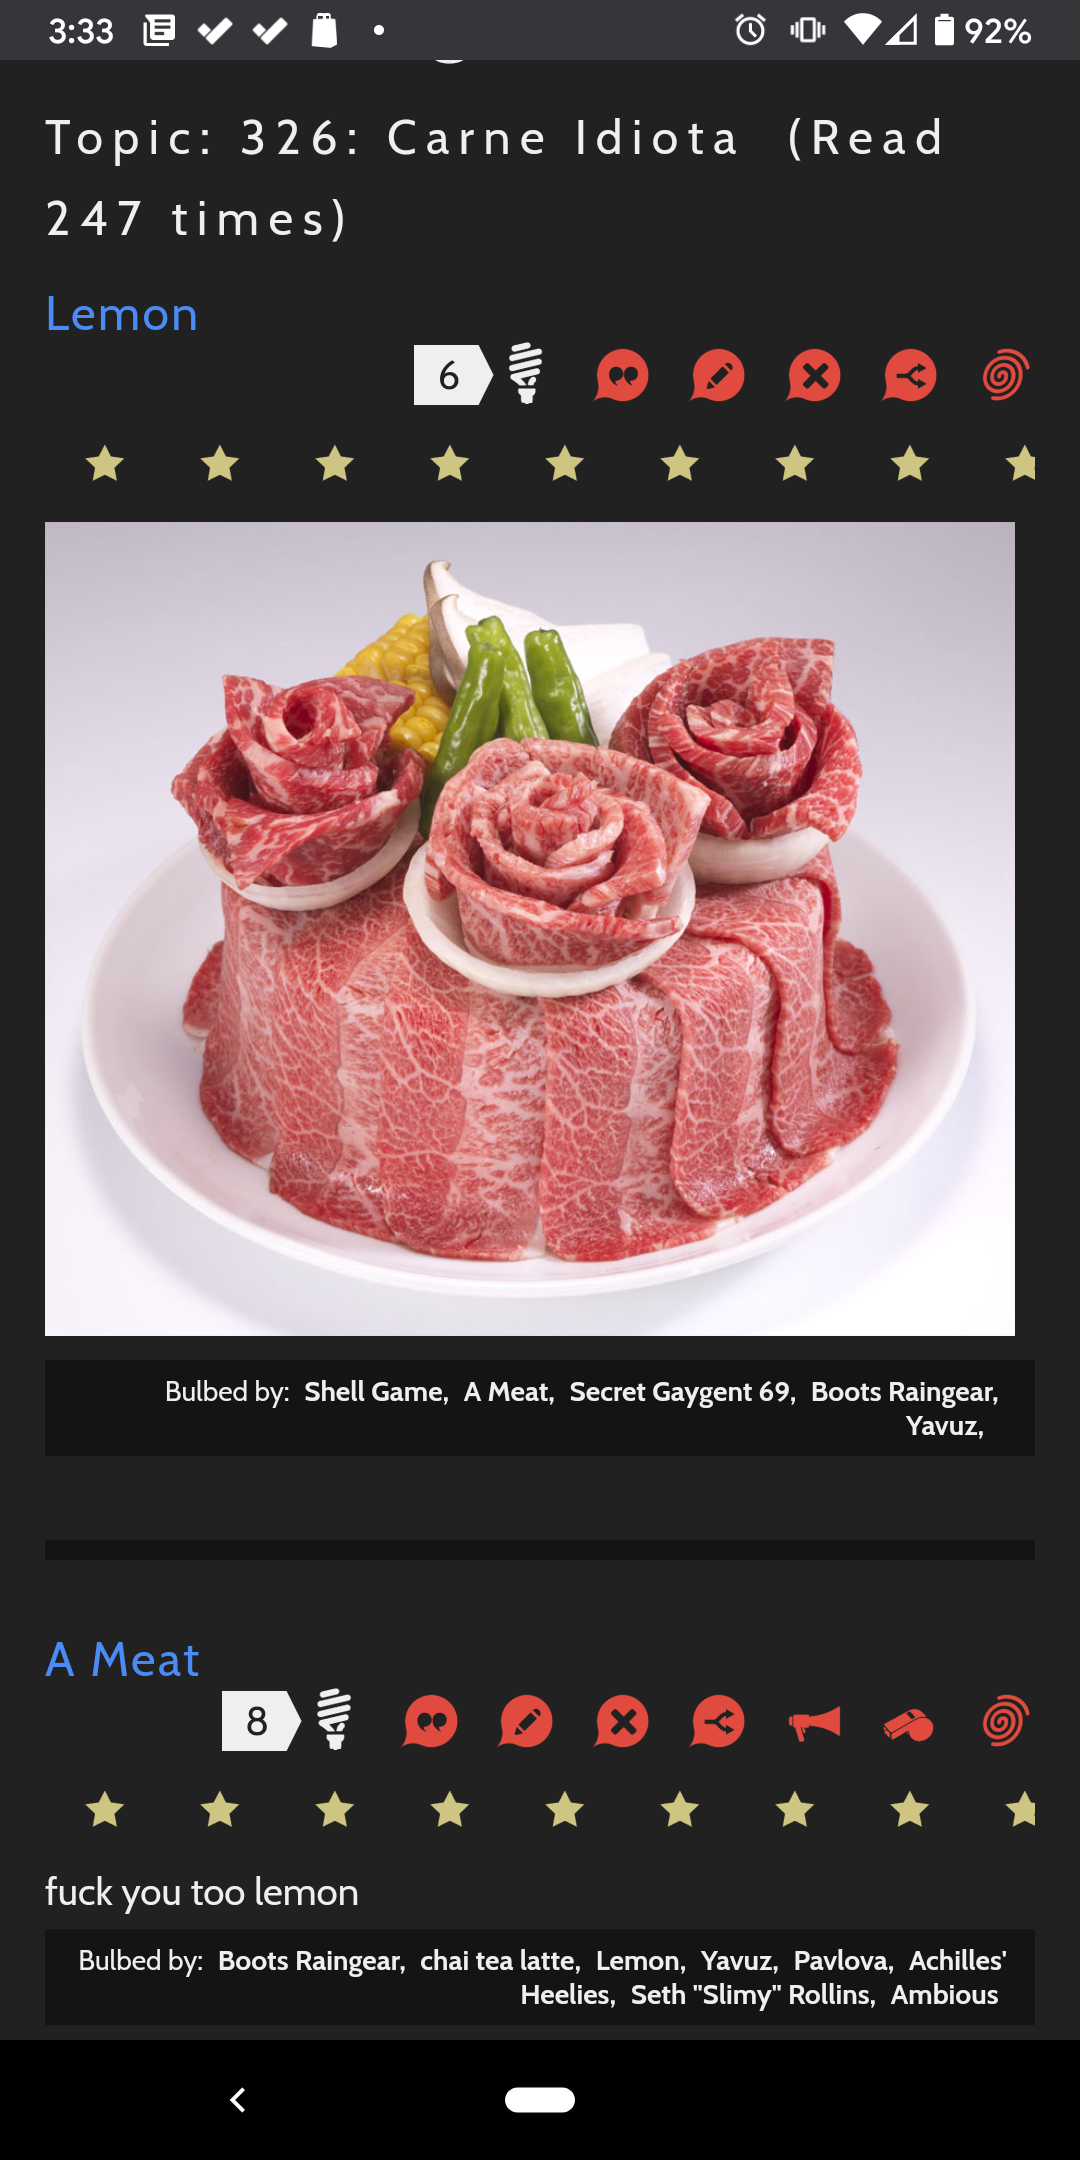 3:33
92%
Topic: 326: Carne Idiota (Read
247 times)
Lemon
6
Bulbed by: Shell Game, A Meat, Secret Gaygent 69, Boots Raingear,
Yavuz,
A Meat
8
fuck you too lemon
Bulbed by: Boots Raingear, chai tea latte, Lemon, Yavuz, Pavlova, Achilles'
Heelies, Seth "Slimy" Rollins, Ambious